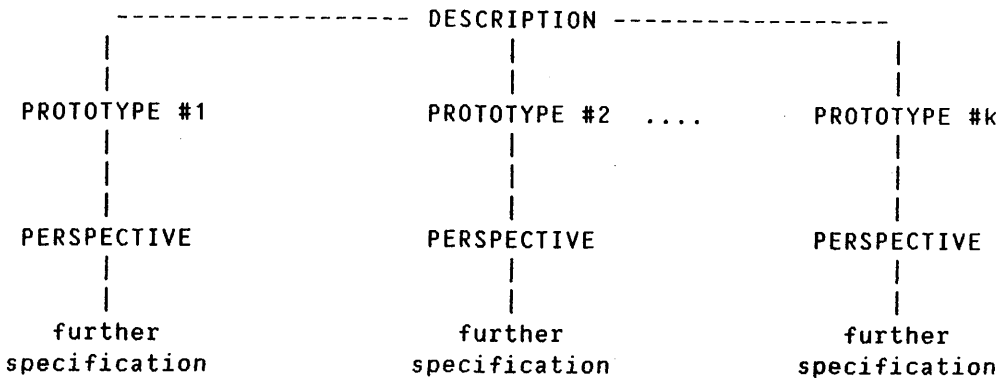 DESCRIPTION
PROTOTYPE #1 PROTOTYPE #2 .... PROTOTYPE #k
PERSPECTIVE PERSPECTIVE PERSPECTIVE
further further further
specification specification specification